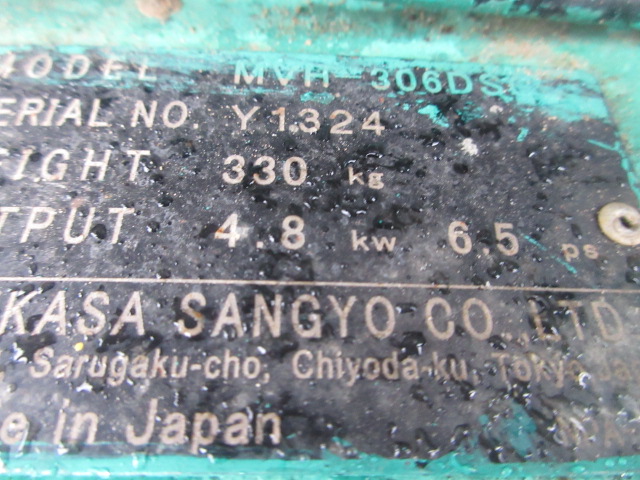 MODEL MVH-306DS
ERIAL NO. Y1324
EIGHT 330 kg
TPUT 4.8 kw 6.5 ps
KASA SANGYO CO.,LTD.
Sarugaku-cho, Chiyoda-ku, Tokyo Ja
e in Japan